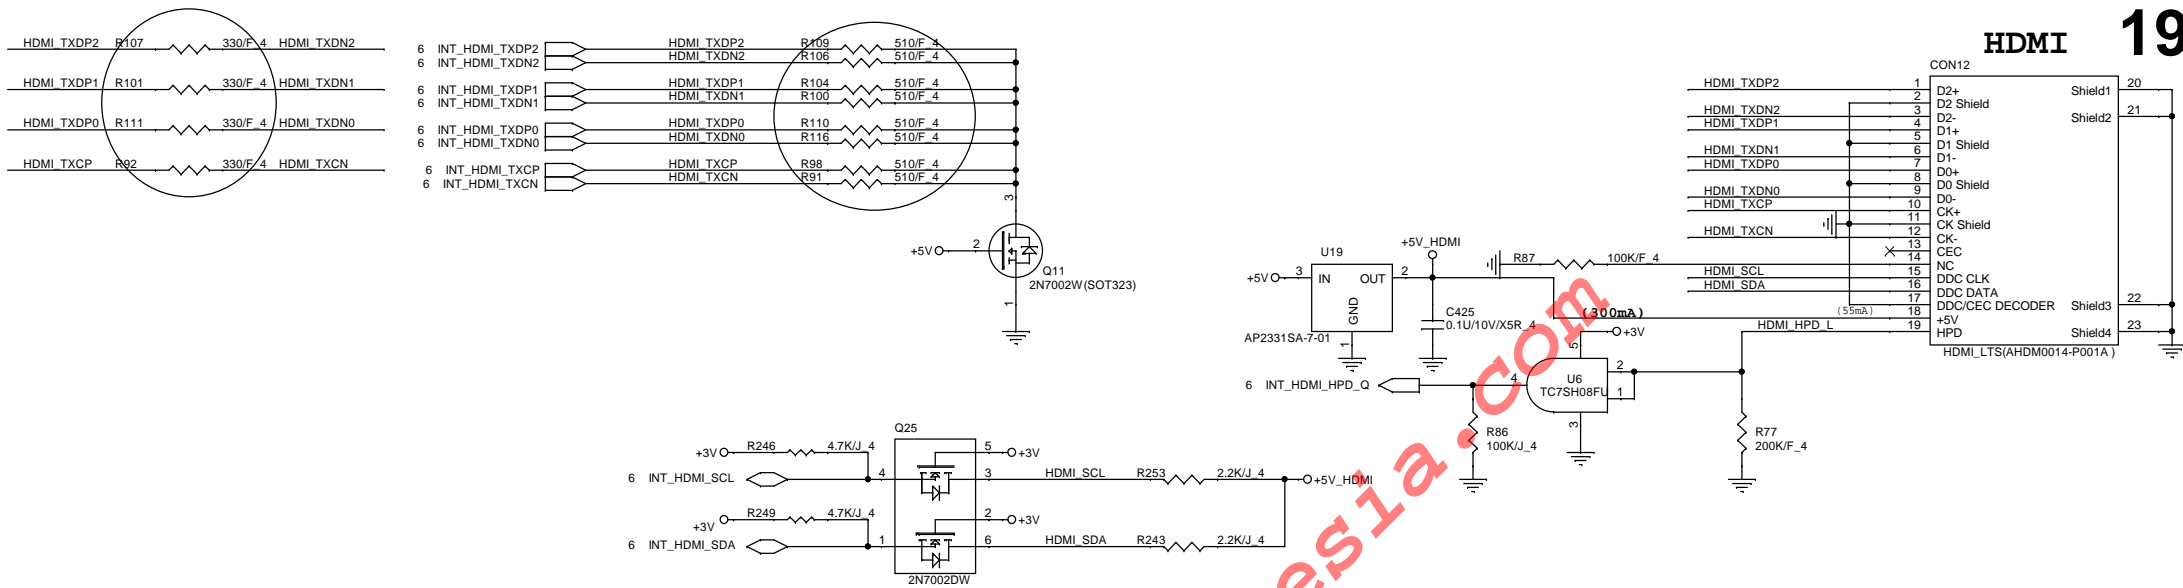 HDMI 19
HDMI_TXDP2 R107 330/F_4 HDMI_TXDN2
HDMI_TXDP1 R101 330/F_4 HDMI_TXDN1
HDMI_TXDP0 R111 330/F_4 HDMI_TXDN0
HDMI_TXCP R92 330/F_4 HDMI_TXCN
6 INT_HDMI_TXDP2 HDMI_TXDP2 R109 510/F_4
6 INT_HDMI_TXDN2 HDMI_TXDN2 R106 510/F_4
6 INT_HDMI_TXDP1 HDMI_TXDP1 R104 510/F_4
6 INT_HDMI_TXDN1 HDMI_TXDN1 R100 510/F_4
6 INT_HDMI_TXDP0 HDMI_TXDP0 R110 510/F_4
6 INT_HDMI_TXDN0 HDMI_TXDN0 R116 510/F_4
6 INT_HDMI_TXCP HDMI_TXCP R98 510/F_4
6 INT_HDMI_TXCN HDMI_TXCN R91 510/F_4
3
+5V 2
Q11
2N7002W(SOT323)
1
CON12
HDMI_TXDP2 1 D2+ Shield1 20
2 D2 Shield
HDMI_TXDN2 3 D2- Shield2 21
HDMI_TXDP1 4 D1+
5 D1 Shield
HDMI_TXDN1 6 D1-
HDMI_TXDP0 7 D0+
8 D0 Shield
HDMI_TXDN0 9 D0-
HDMI_TXCP 10 CK+
11 CK Shield
HDMI_TXCN 12 CK-
13 CEC
14 NC
HDMI_SCL 15 DDC CLK
HDMI_SDA 16 DDC DATA
17 DDC/CEC DECODER Shield3 22
(55mA) 18 +5V
HDMI_HPD_L 19 HPD Shield4 23
HDMI_LTS(AHDM0014-P001A )
U19
+5V_HDMI
R87 100K/F_4
+5V 3 IN OUT 2
GND
1
AP2331SA-7-01
C425
0.1U/10V/X5R_4
(300mA)
+3V
5
6 INT_HDMI_HPD_Q
4
U6
TC7SH08FU
2
1
3
R86
100K/J_4
R77
200K/F_4
Q25
+3V R246 4.7K/J_4 5 +3V
6 INT_HDMI_SCL 4 3 HDMI_SCL R253 2.2K/J_4 +5V_HDMI
+3V R249 4.7K/J_4 2 +3V
6 INT_HDMI_SDA 1 6 HDMI_SDA R243 2.2K/J_4
2N7002DW
esia.com